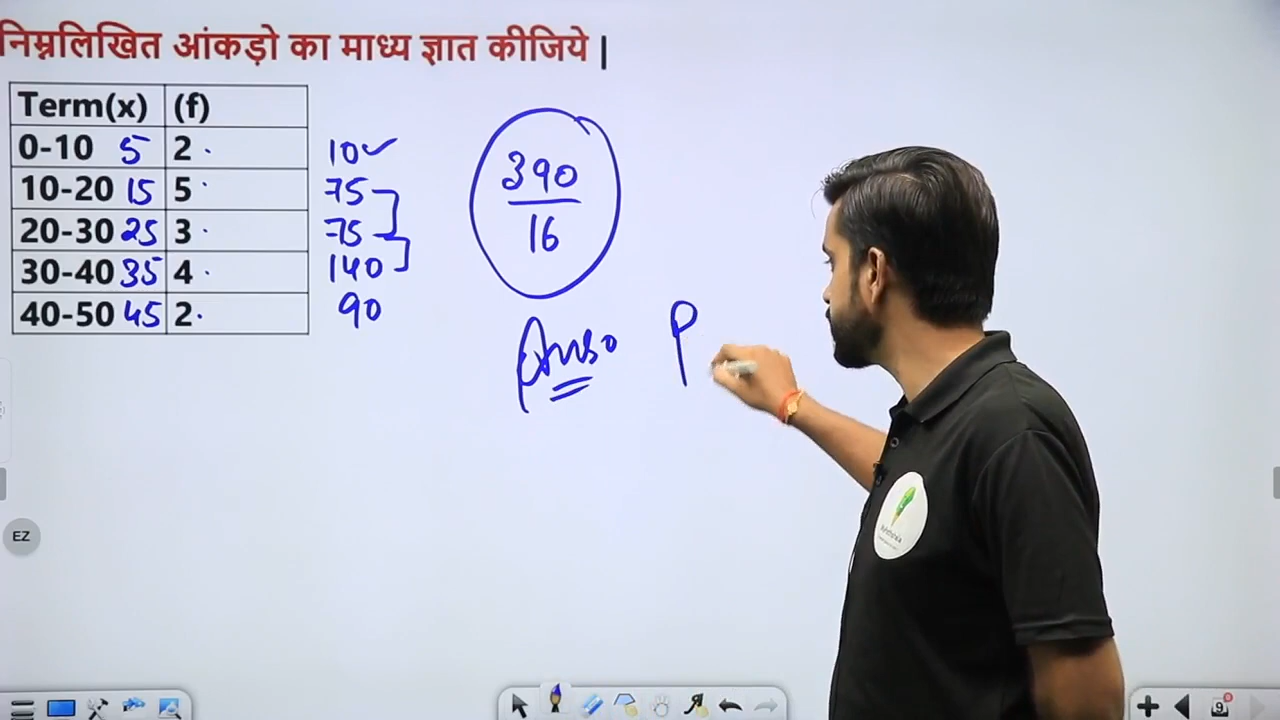 निम्नलिखित आंकड़ो का माध्य ज्ञात कीजिये |
Term(x) (f)
0-10 5 2 10
10-20 15 5 75
20-30 25 3 75
30-40 35 4 140
40-50 45 2 90
390
16
P
EZ
9